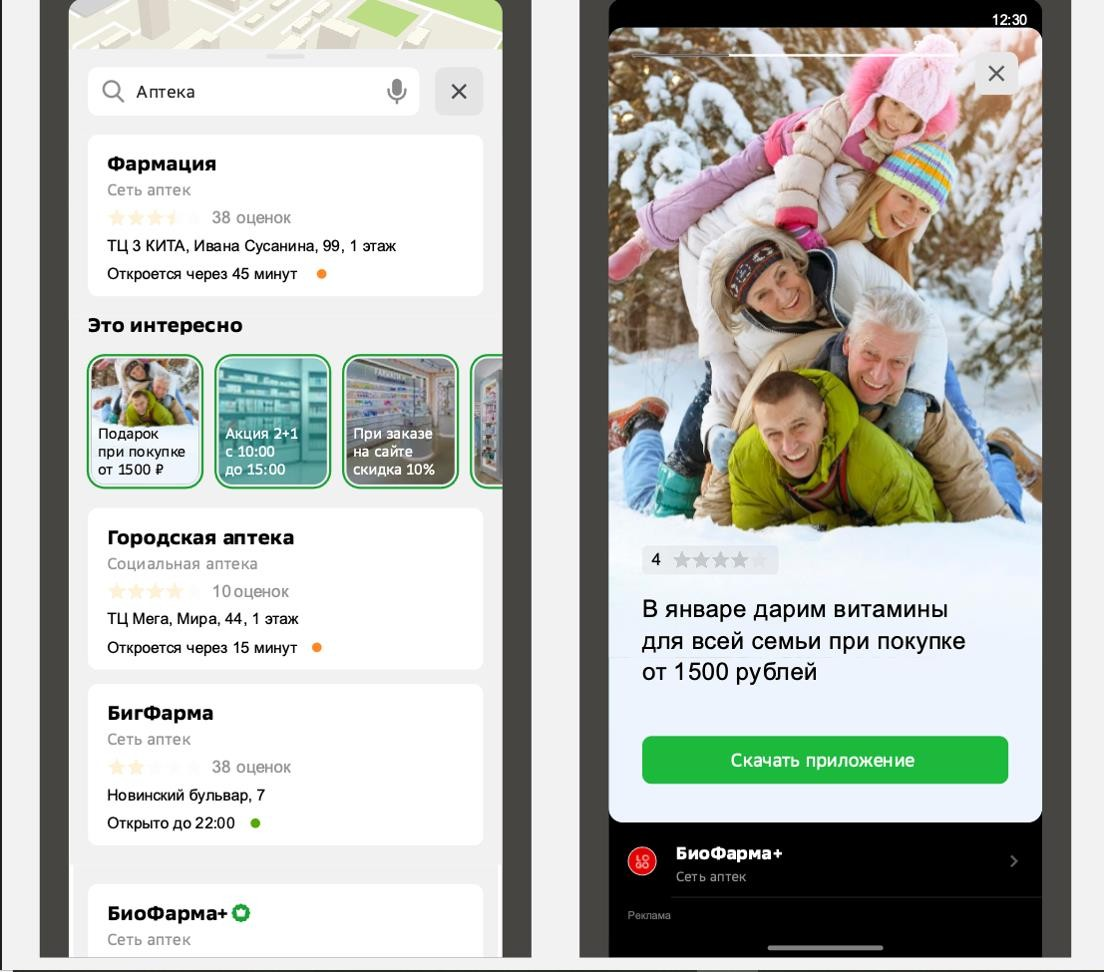 Аптека
Фармация
Сеть аптек
38 оценок
ТЦ 3 КИТА, Ивана Сусанина, 99, 1 этаж
Откроется через 45 минут
Это интересно
Подарок
при покупке
от 1500 ₽
Акция 2+1
с 10:00
до 15:00
При заказе
на сайте
скидка 10%
Городская аптека
Социальная аптека
10 оценок
ТЦ Мега, Мира, 44, 1 этаж
Откроется через 15 минут
БигФарма
Сеть аптек
38 оценок
Новинский бульвар, 7
Открыто до 22:00
БиоФарма+
Сеть аптек
12:30
4
В январе дарим витамины
для всей семьи при покупке
от 1500 рублей
Скачать приложение
LO
GO
БиоФарма+
Сеть аптек
Реклама